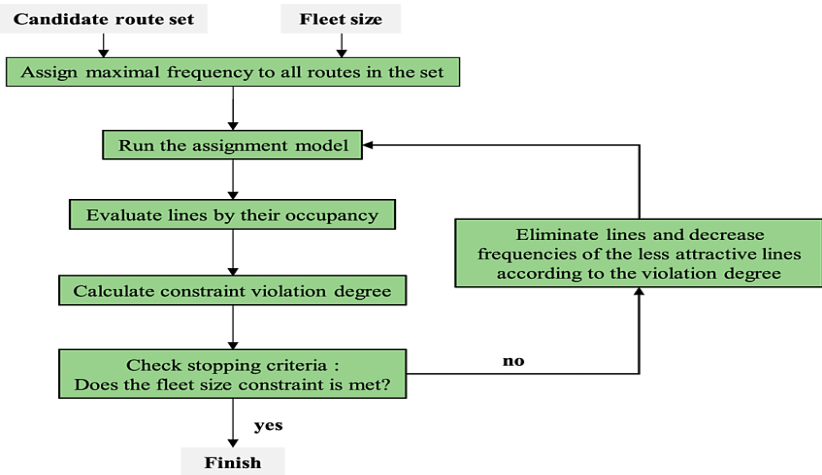 Candidate route set
Fleet size
Assign maximal frequency to all routes in the set
Run the assignment model
Evaluate lines by their occupancy
Eliminate lines and decrease
frequencies of the less attractive lines
according to the violation degree
Calculate constraint violation degree
Check stopping criteria :
Does the fleet size constraint is met?
no
yes
Finish